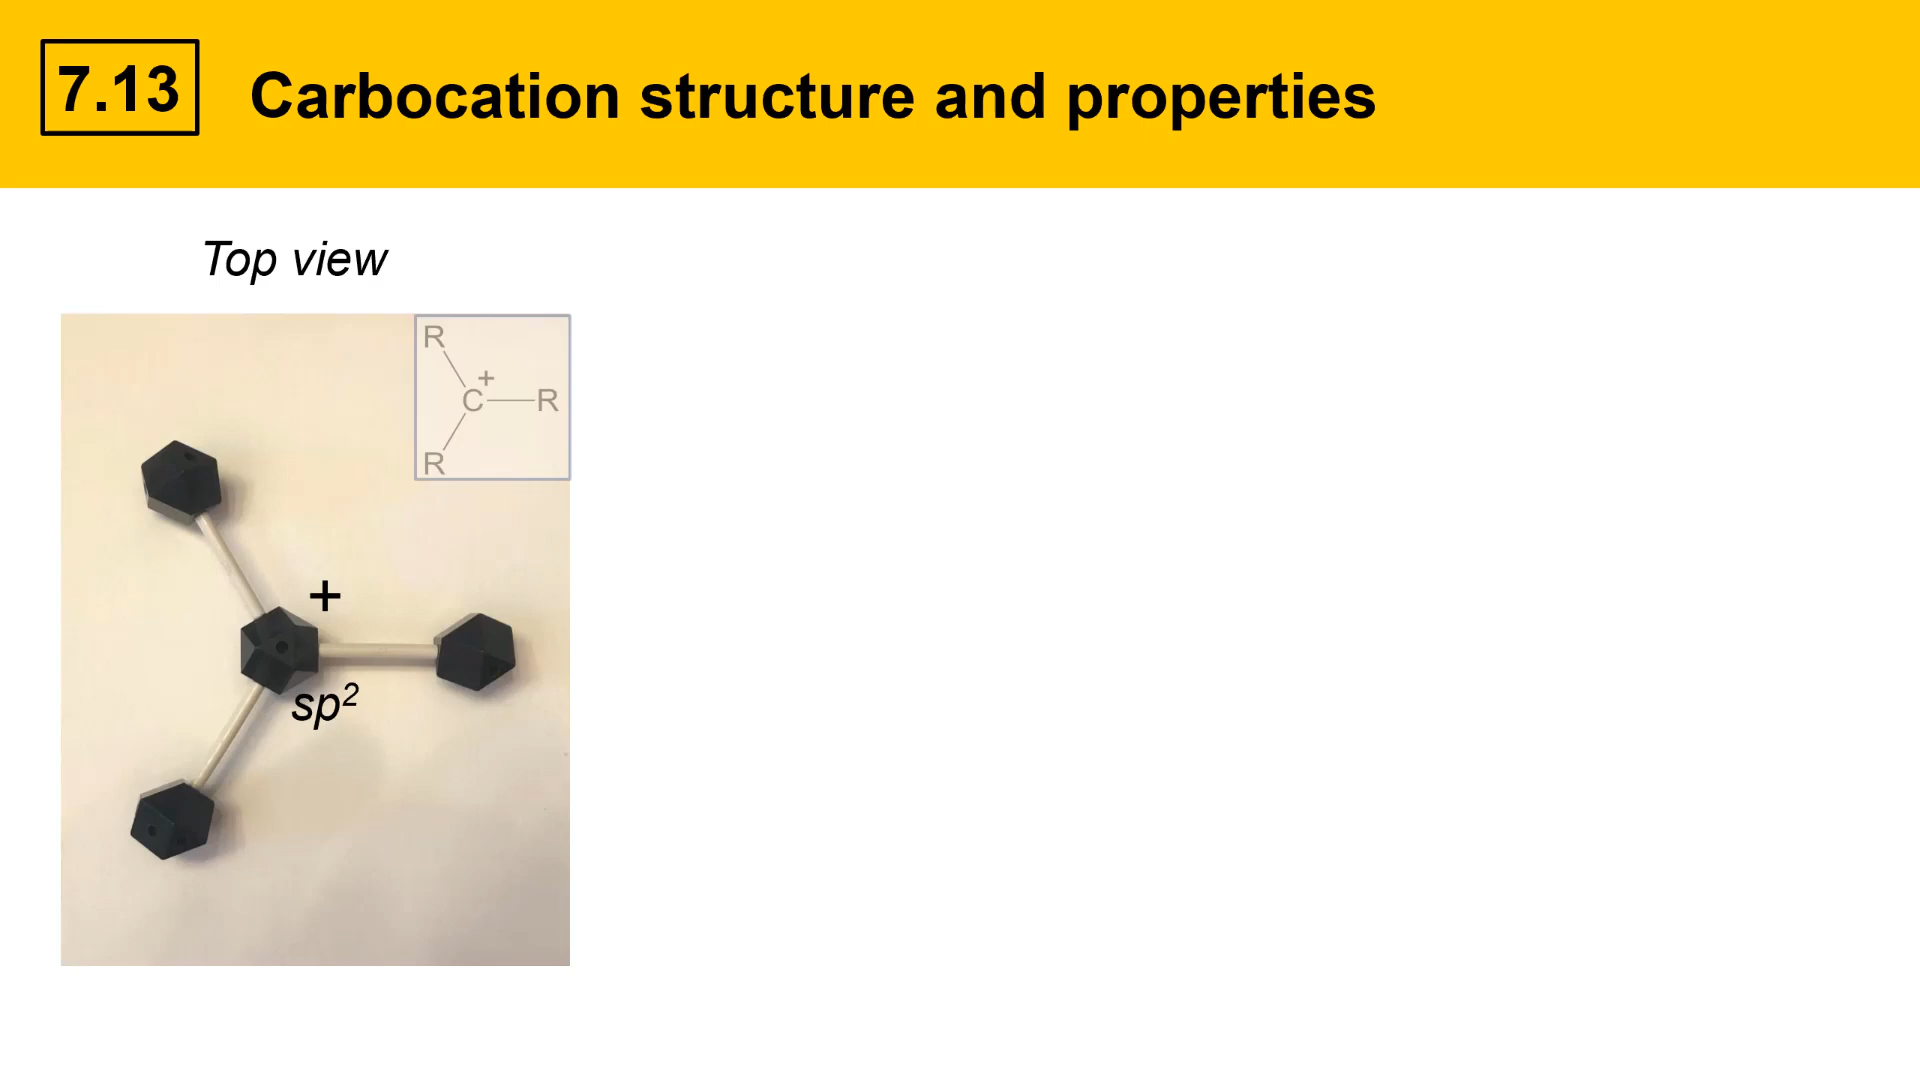 7.13
Carbocation structure and properties
Top view
R
+
C
R
R
+
sp²